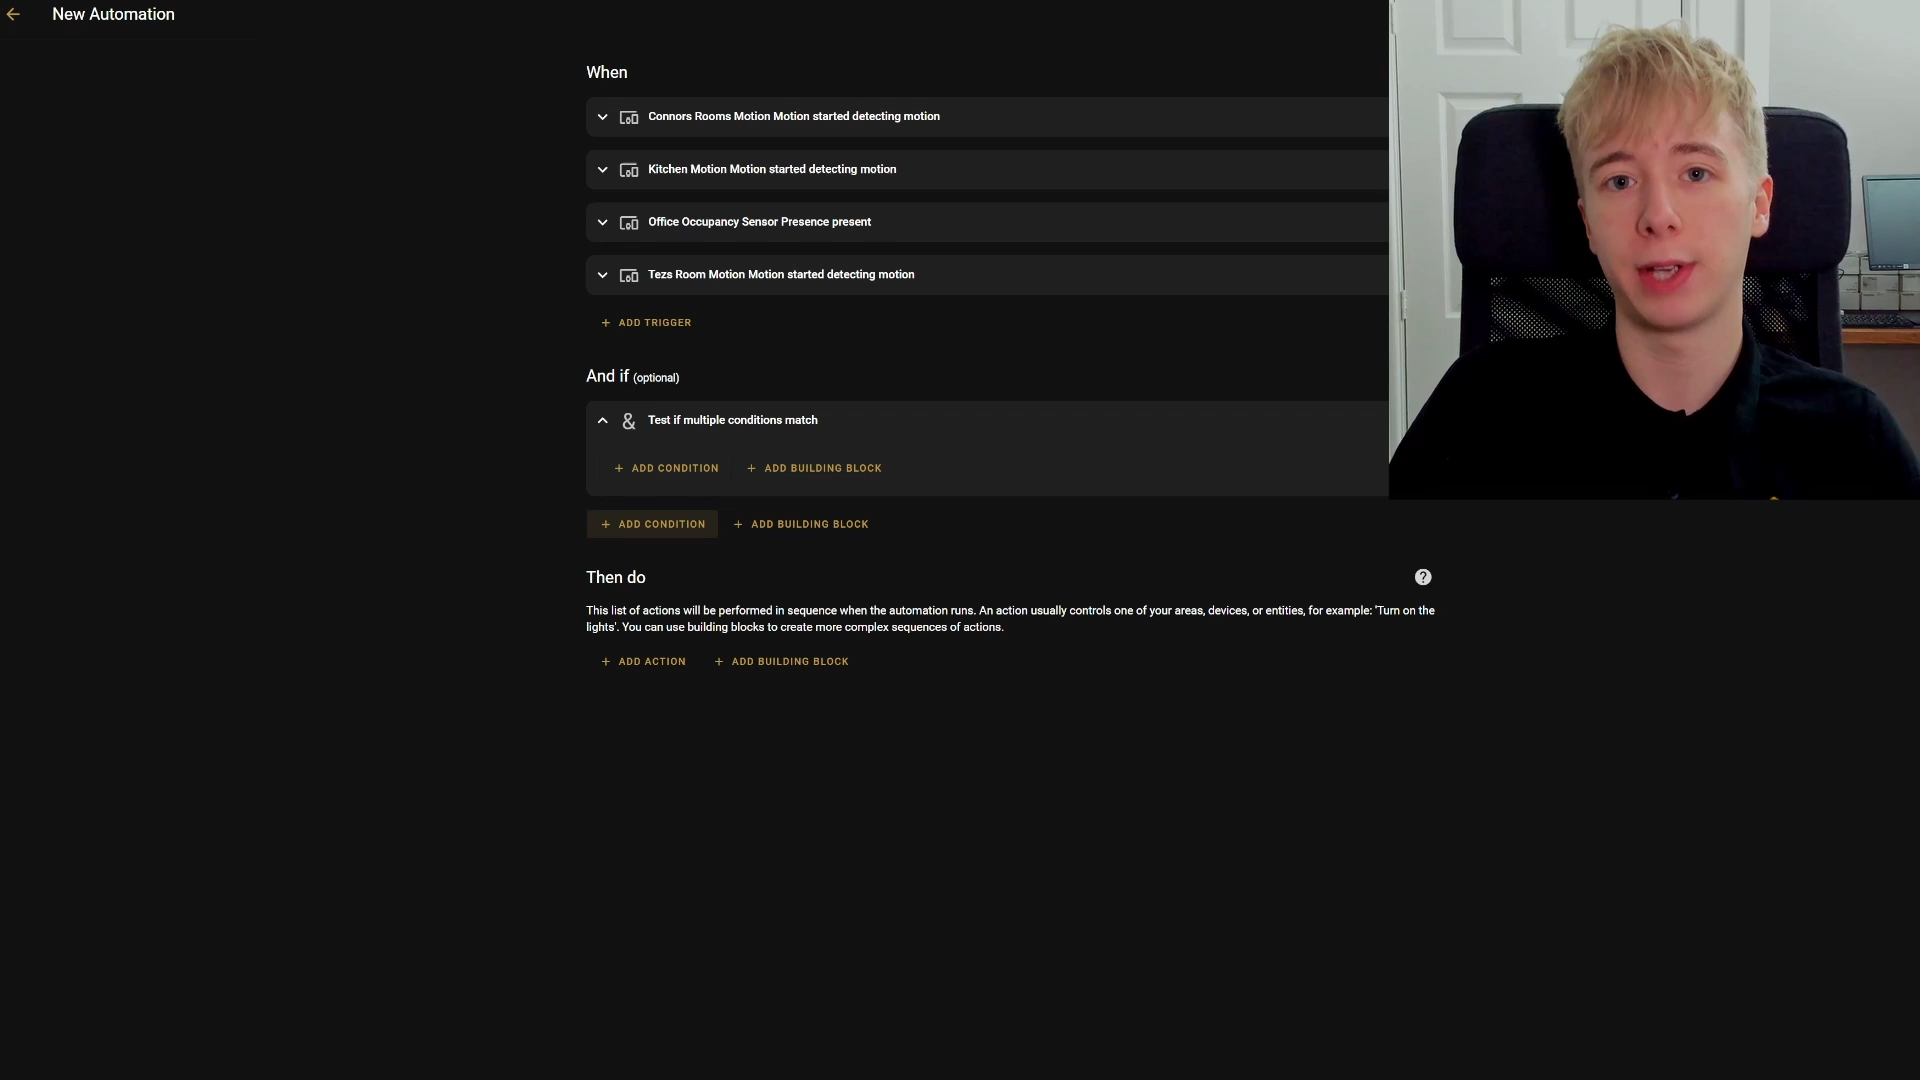 New Automation
When
Connors Rooms Motion Motion started detecting motion
Kitchen Motion Motion started detecting motion
Office Occupancy Sensor Presence present
Tezs Room Motion Motion started detecting motion
+ ADD TRIGGER
And if (optional)
& Test if multiple conditions match
+ ADD CONDITION + ADD BUILDING BLOCK
+ ADD CONDITION + ADD BUILDING BLOCK
Then do ?
This list of actions will be performed in sequence when the automation runs. An action usually controls one of your areas, devices, or entities, for example: 'Turn on the
lights'. You can use building blocks to create more complex sequences of actions.
+ ADD ACTION + ADD BUILDING BLOCK